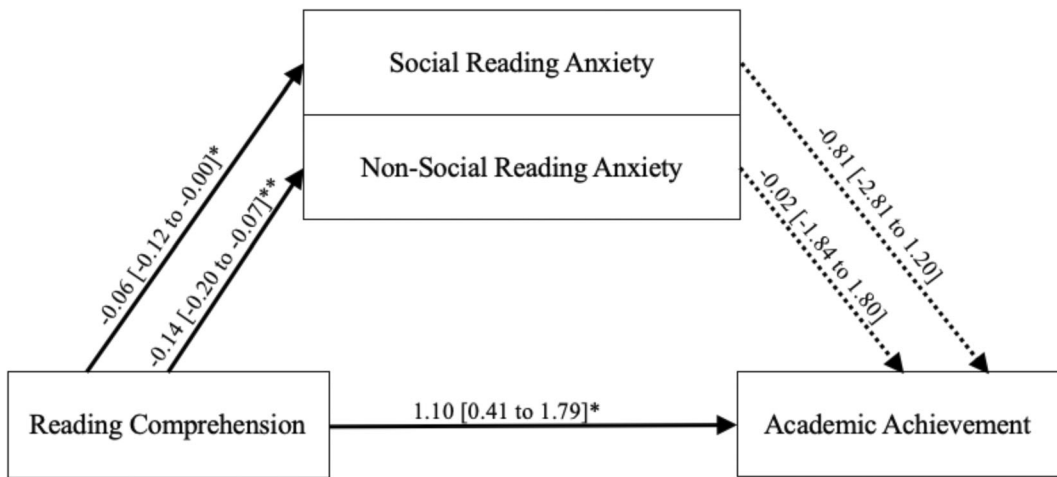 Social Reading Anxiety
Non-Social Reading Anxiety
-0.06 [-0.12 to -0.00]*
-0.14 [-0.20 to -0.07]**
-0.81 [-2.81 to 1.20]
-0.02 [-1.84 to 1.80]
Reading Comprehension
1.10 [0.41 to 1.79]*
Academic Achievement